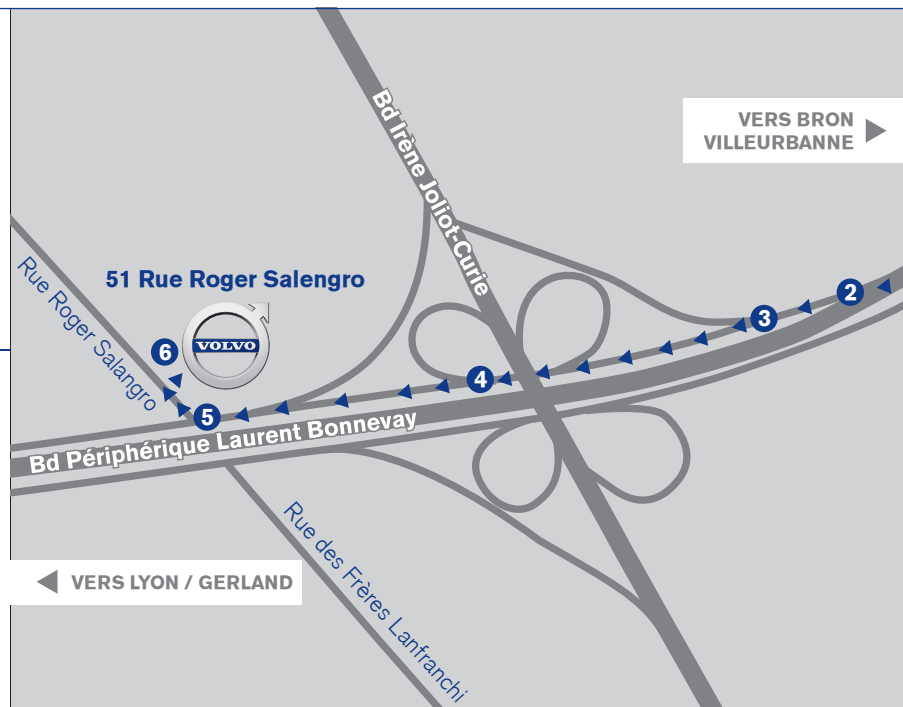 Bd Irène Joliot-Curie
VERS BRON
VILLEURBANNE
Rue Roger Salangro
51 Rue Roger Salengro
VOLVO
2
3
4
5
6
Bd Périphérique Laurent Bonnevay
Rue des Frères Lanfranchi
VERS LYON / GERLAND